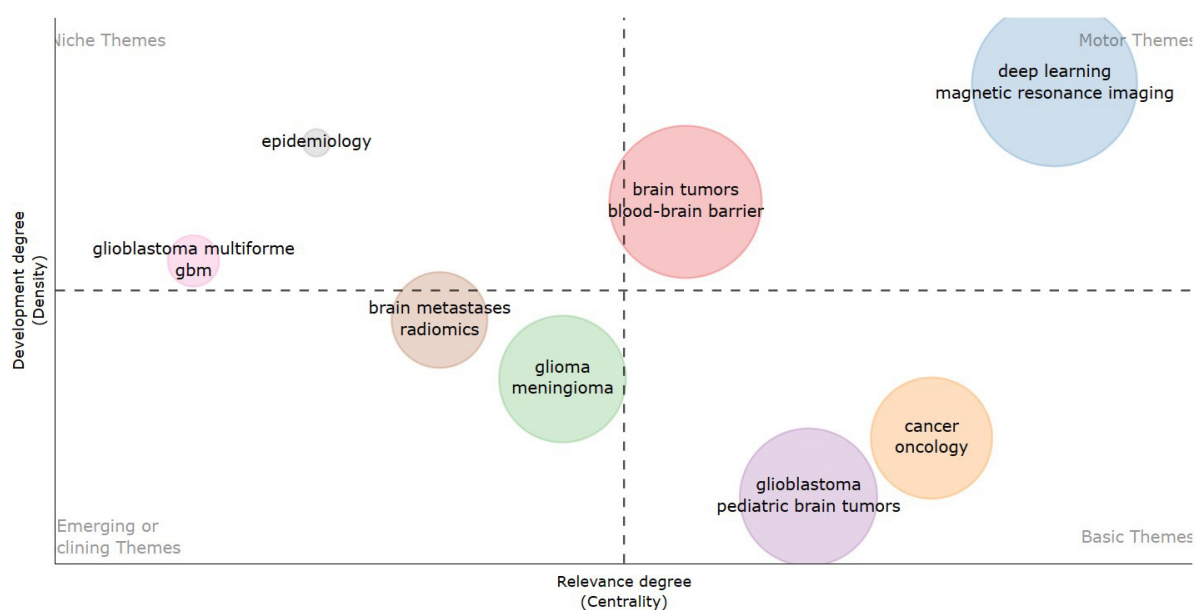 Niche Themes
Motor Themes
deep learning
magnetic resonance imaging
epidemiology
brain tumors
blood-brain barrier
glioblastoma multiforme
gbm
brain metastases
radiomics
glioma
meningioma
cancer
oncology
glioblastoma
pediatric brain tumors
Emerging or
clining Themes
Basic Themes
Development degree
(Density)
Relevance degree
(Centrality)